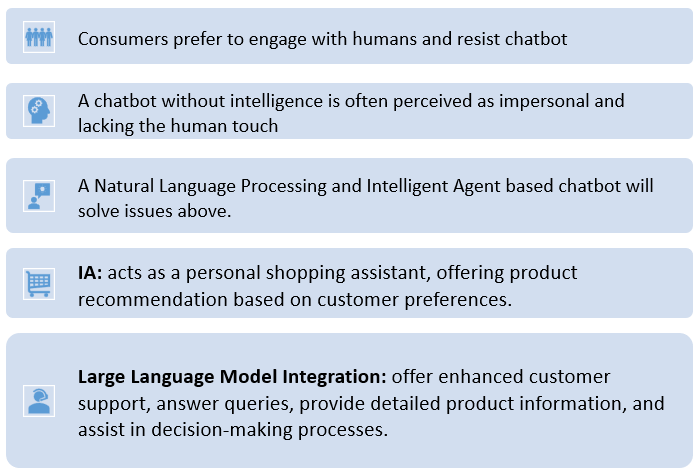 Consumers prefer to engage with humans and resist chatbot
A chatbot without intelligence is often perceived as impersonal and
lacking the human touch
A Natural Language Processing and Intelligent Agent based chatbot will
solve issues above.
IA: acts as a personal shopping assistant, offering product
recommendation based on customer preferences.
Large Language Model Integration: offer enhanced customer
support, answer queries, provide detailed product information, and
assist in decision-making processes.